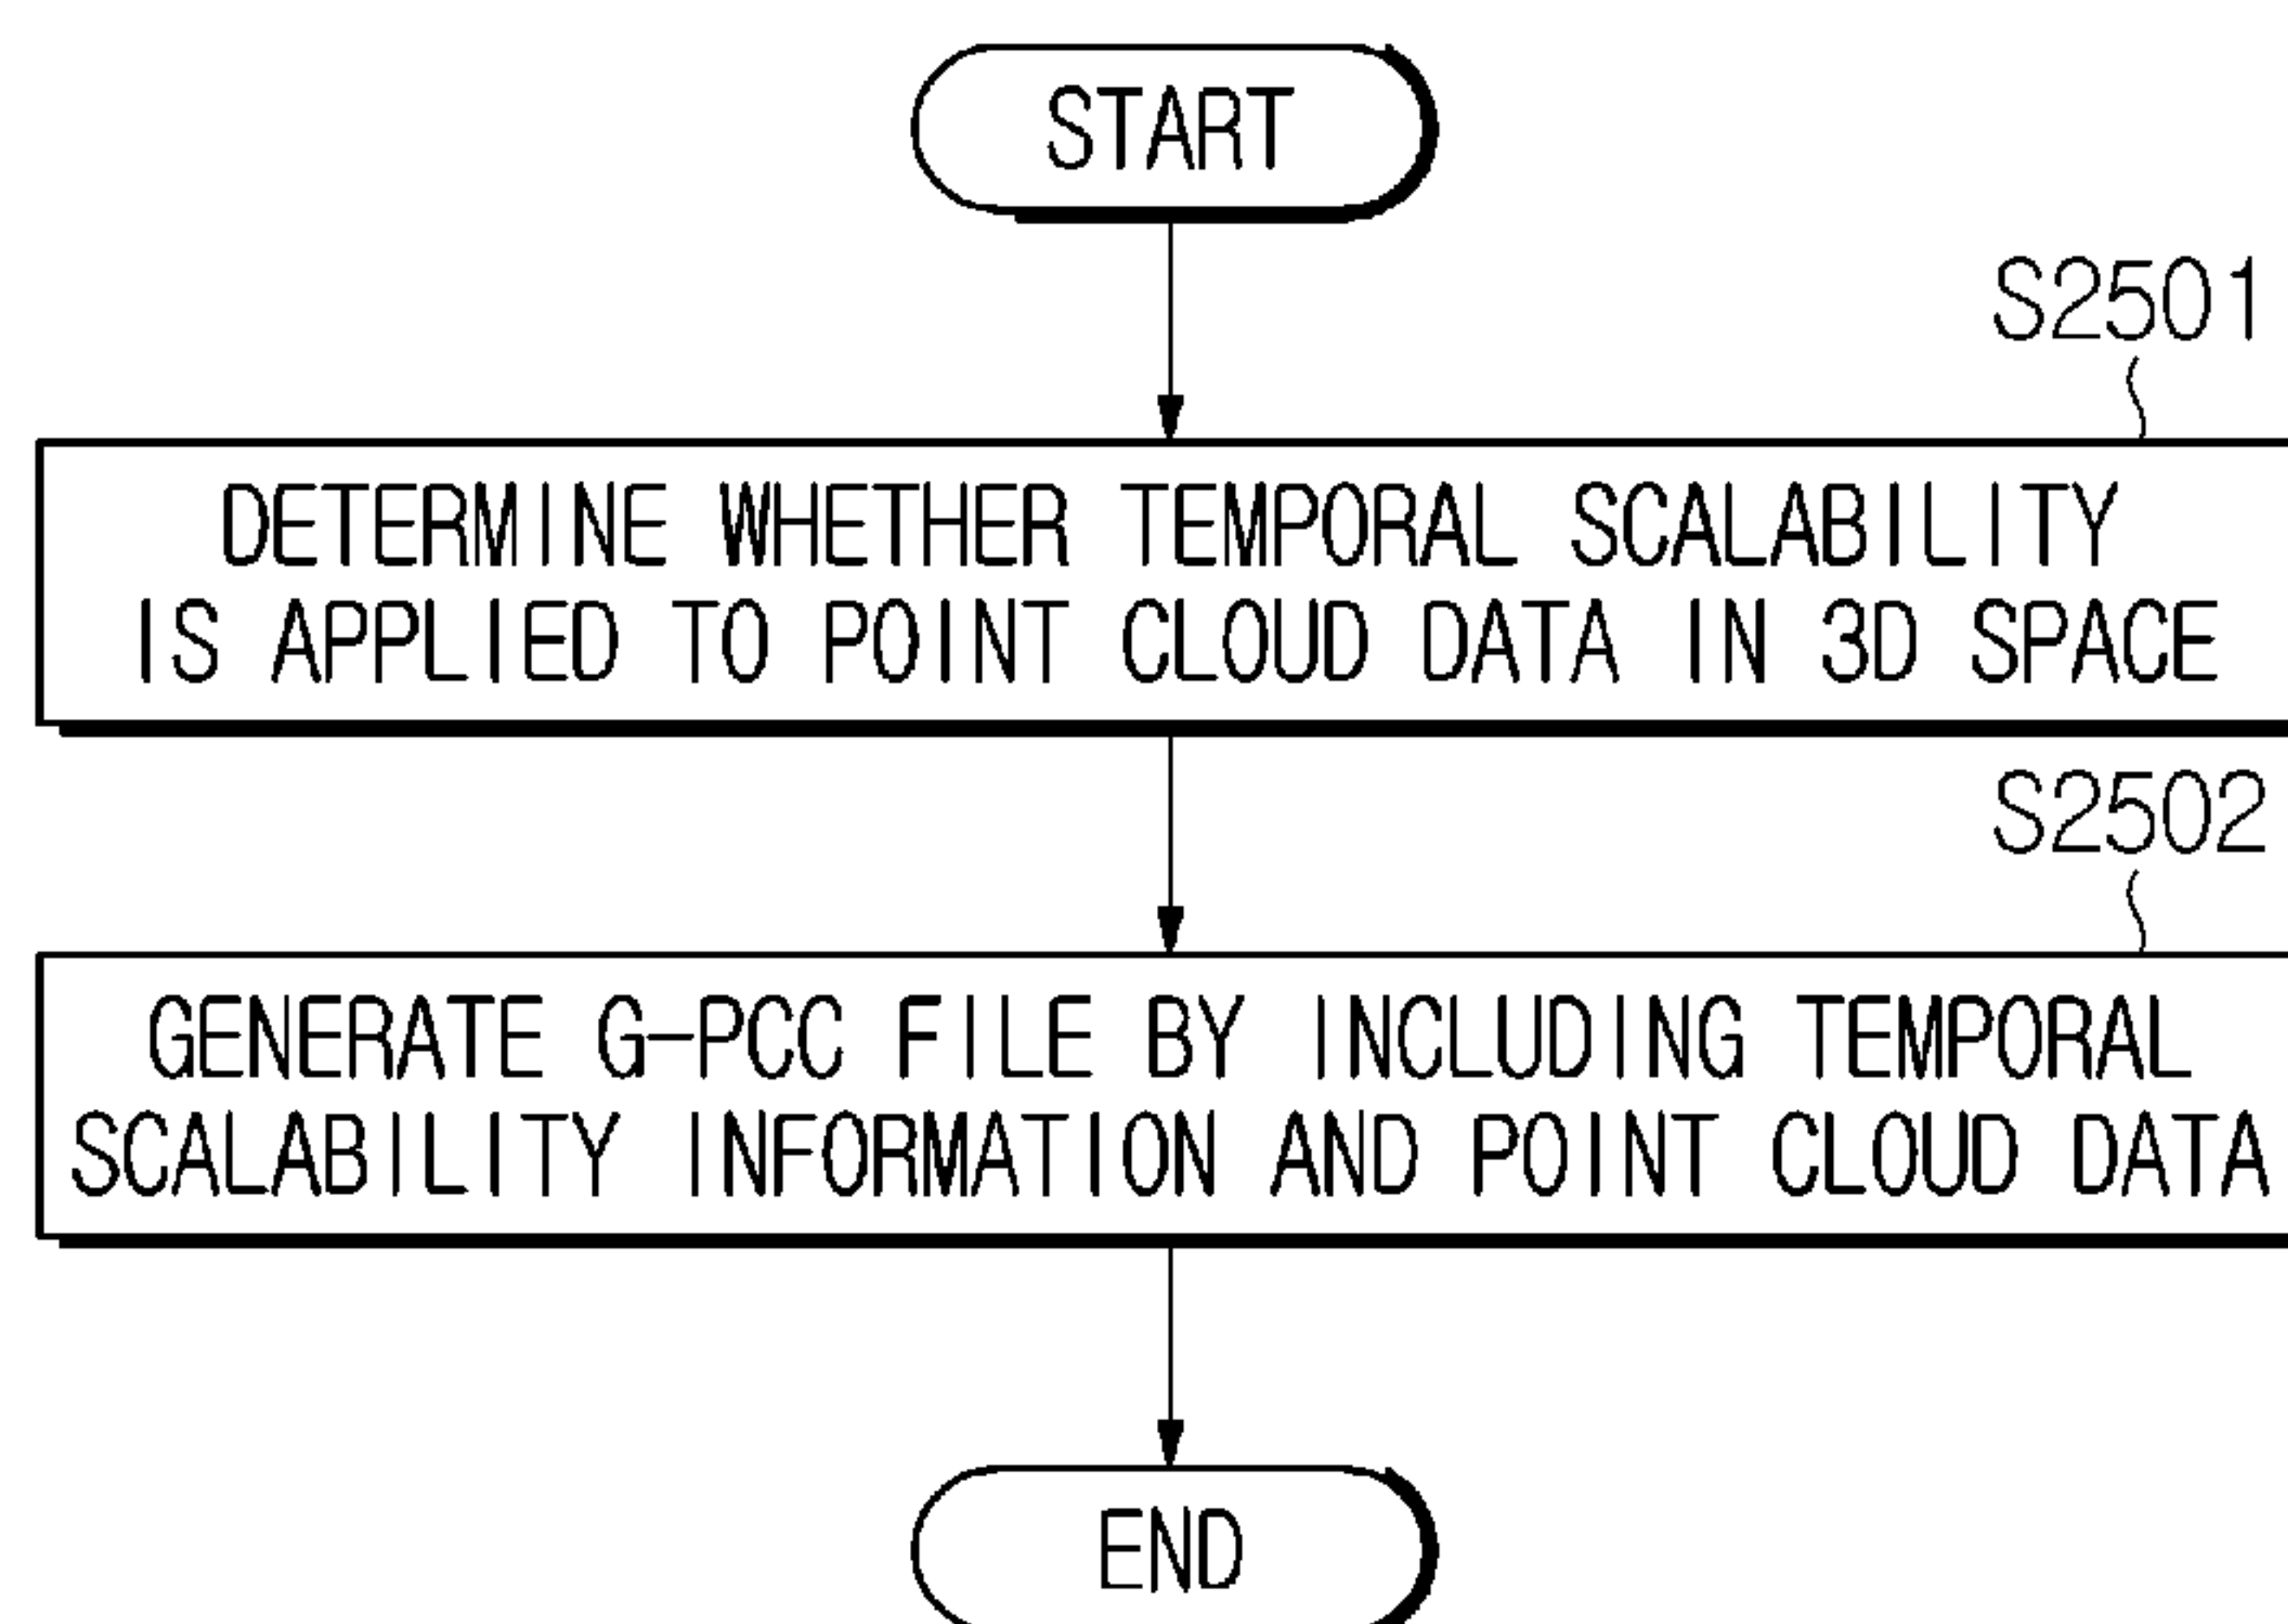 START
S2501
DETERMINE WHETHER TEMPORAL SCALABILITY
IS APPLIED TO POINT CLOUD DATA IN 3D SPACE
S2502
GENERATE G-PCC FILE BY INCLUDING TEMPORAL
SCALABILITY INFORMATION AND POINT CLOUD DATA
END